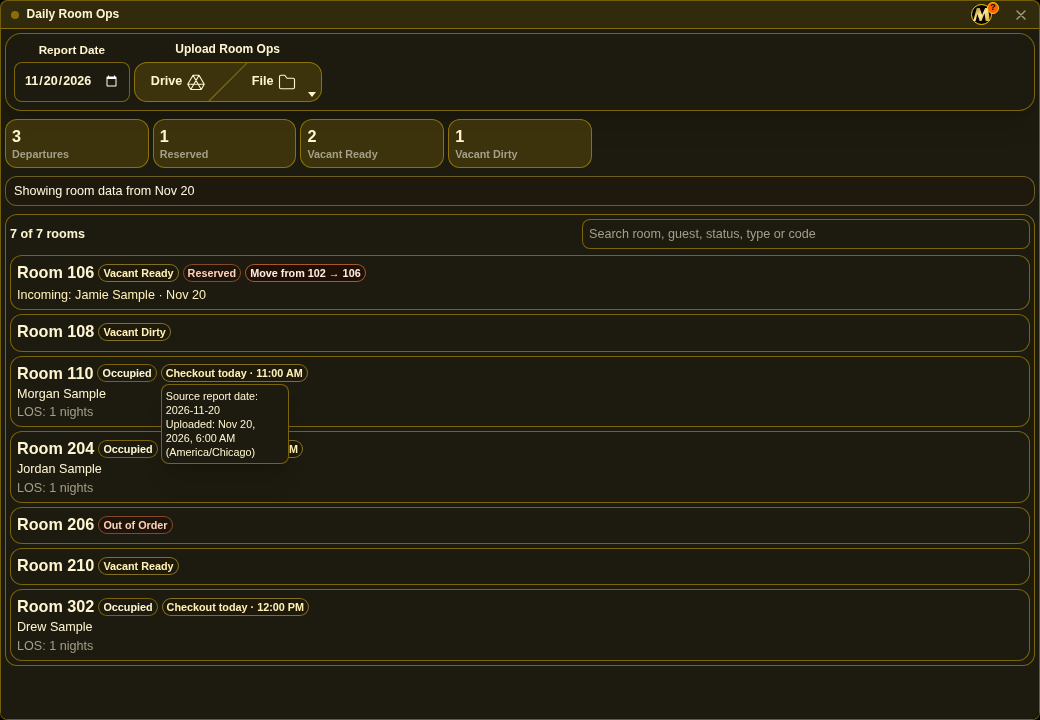 Daily Room Ops
M ?
Report Date
Upload Room Ops
11/20/2026
Drive
File
3
Departures
1
Reserved
2
Vacant Ready
1
Vacant Dirty
Showing room data from Nov 20
7 of 7 rooms
Search room, guest, status, type or code
Room 106 Vacant Ready Reserved Move from 102 → 106
Incoming: Jamie Sample · Nov 20
Room 108 Vacant Dirty
Room 110 Occupied Checkout today · 11:00 AM
Morgan Sample
LOS: 1 nights
Source report date:
2026-11-20
Uploaded: Nov 20,
2026, 6:00 AM
(America/Chicago)
Room 204 Occupied M
Jordan Sample
LOS: 1 nights
Room 206 Out of Order
Room 210 Vacant Ready
Room 302 Occupied Checkout today · 12:00 PM
Drew Sample
LOS: 1 nights